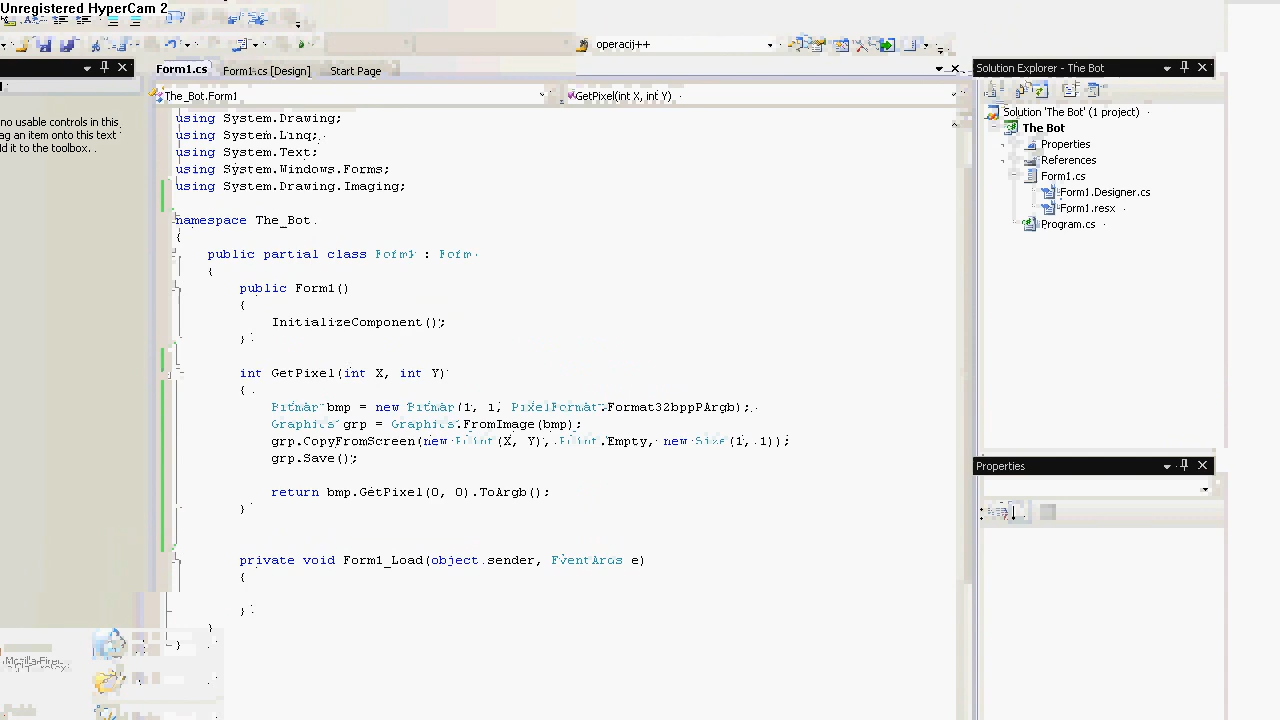 Unregistered HyperCam 2
operacij++
Form1.cs
Form1.cs [Design]
Start Page
The_Bot.Form1
GetPixel(int X, int Y)
no usable controls in this
ag an item onto this text
ld it to the toolbox.
using System.Drawing;
using System.Linq;
using System.Text;
using System.Windows.Forms;
using System.Drawing.Imaging;
namespace The_Bot
{
public partial class Form1 : Form
{
public Form1()
{
InitializeComponent();
}
int GetPixel(int X, int Y)
{
Bitmap bmp = new Bitmap(1, 1, PixelFormat.Format32bppPArgb);
Graphics grp = Graphics.FromImage(bmp);
grp.CopyFromScreen(new Point(X, Y), Point.Empty, new Size(1, 1));
grp.Save();
return bmp.GetPixel(0, 0).ToArgb();
}
private void Form1_Load(object sender, EventArgs e)
{
}
}
}
Solution Explorer - The Bot
Solution 'The Bot' (1 project)
The Bot
Properties
References
Form1.cs
Form1.Designer.cs
Form1.resx
Program.cs
Properties